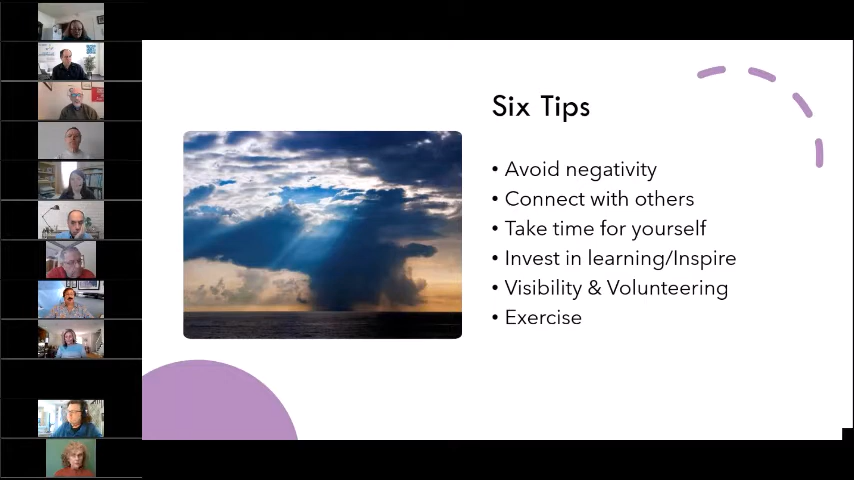 Six Tips
• Avoid negativity
• Connect with others
• Take time for yourself
• Invest in learning/Inspire
• Visibility & Volunteering
• Exercise